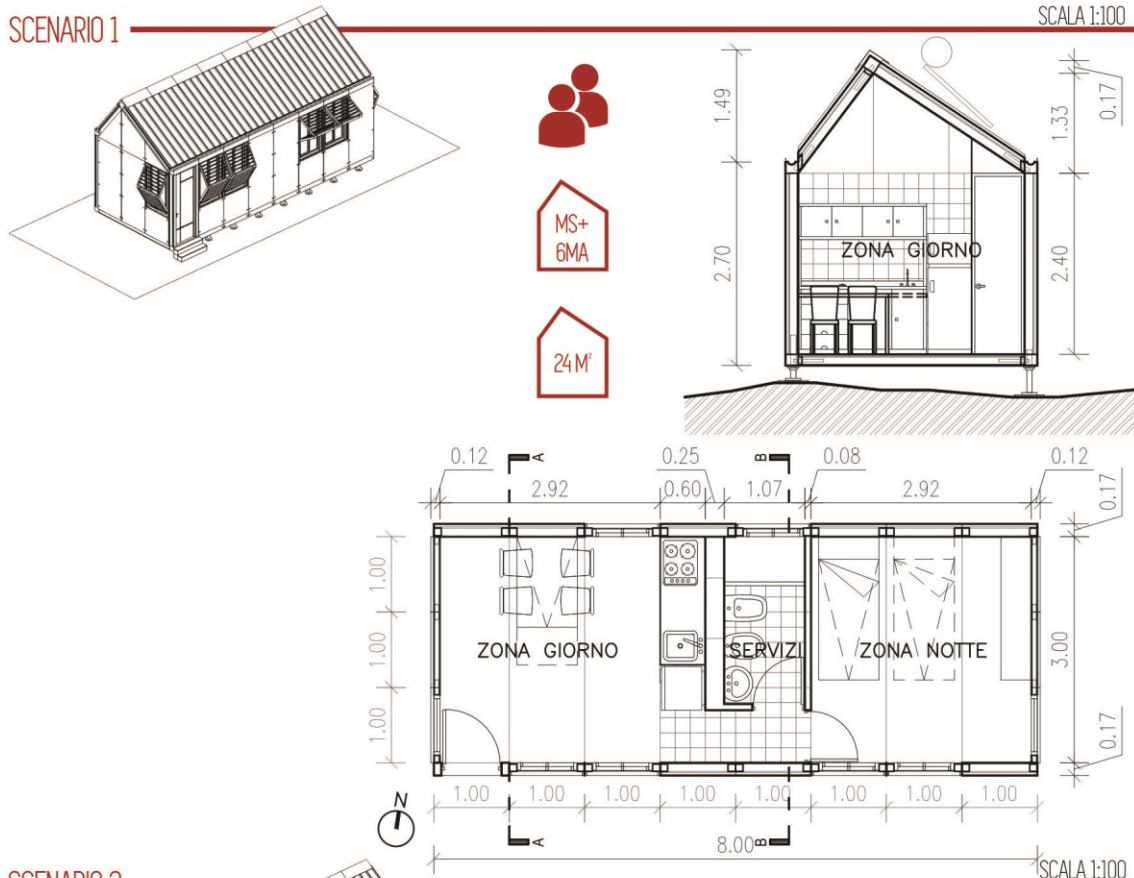 SCENARIO 1
SCALA 1:100
MS+
6MA
24 M²
1.49
2.70
ZONA GIORNO
0.17
1.33
2.40
A
B
0.12
0.25
0.08
0.12
2.92
0.60
1.07
2.92
0.17
1.00
1.00
1.00
ZONA GIORNO
SERVIZI
ZONA NOTTE
3.00
0.17
1.00
1.00
1.00
1.00
1.00
1.00
1.00
1.00
N
A
B
8.00
SCENARIO 2
SCALA 1:100